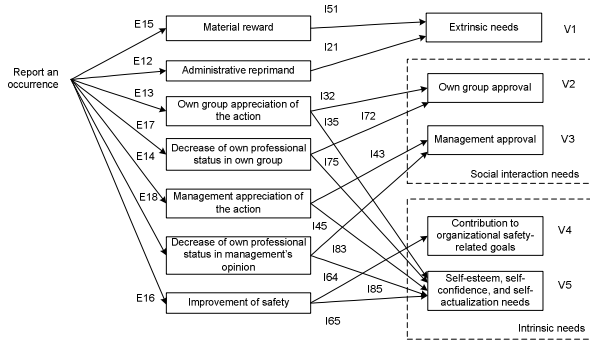 Report an
occurrence
E15
E12
E13
E17
E14
E18
E16
Material reward
Administrative reprimand
Own group appreciation of
the action
Decrease of own professional
status in own group
Management appreciation of
the action
Decrease of own professional
status in management's
opinion
Improvement of safety
I51
I21
I32
I35
I72
I75
I43
I45
I83
I64
I85
I65
Extrinsic needs
V1
Own group approval
V2
Management approval
V3
Social interaction needs
Contribution to
organizational safety-
related goals
V4
Self-esteem, self-
confidence, and self-
actualization needs
V5
Intrinsic needs